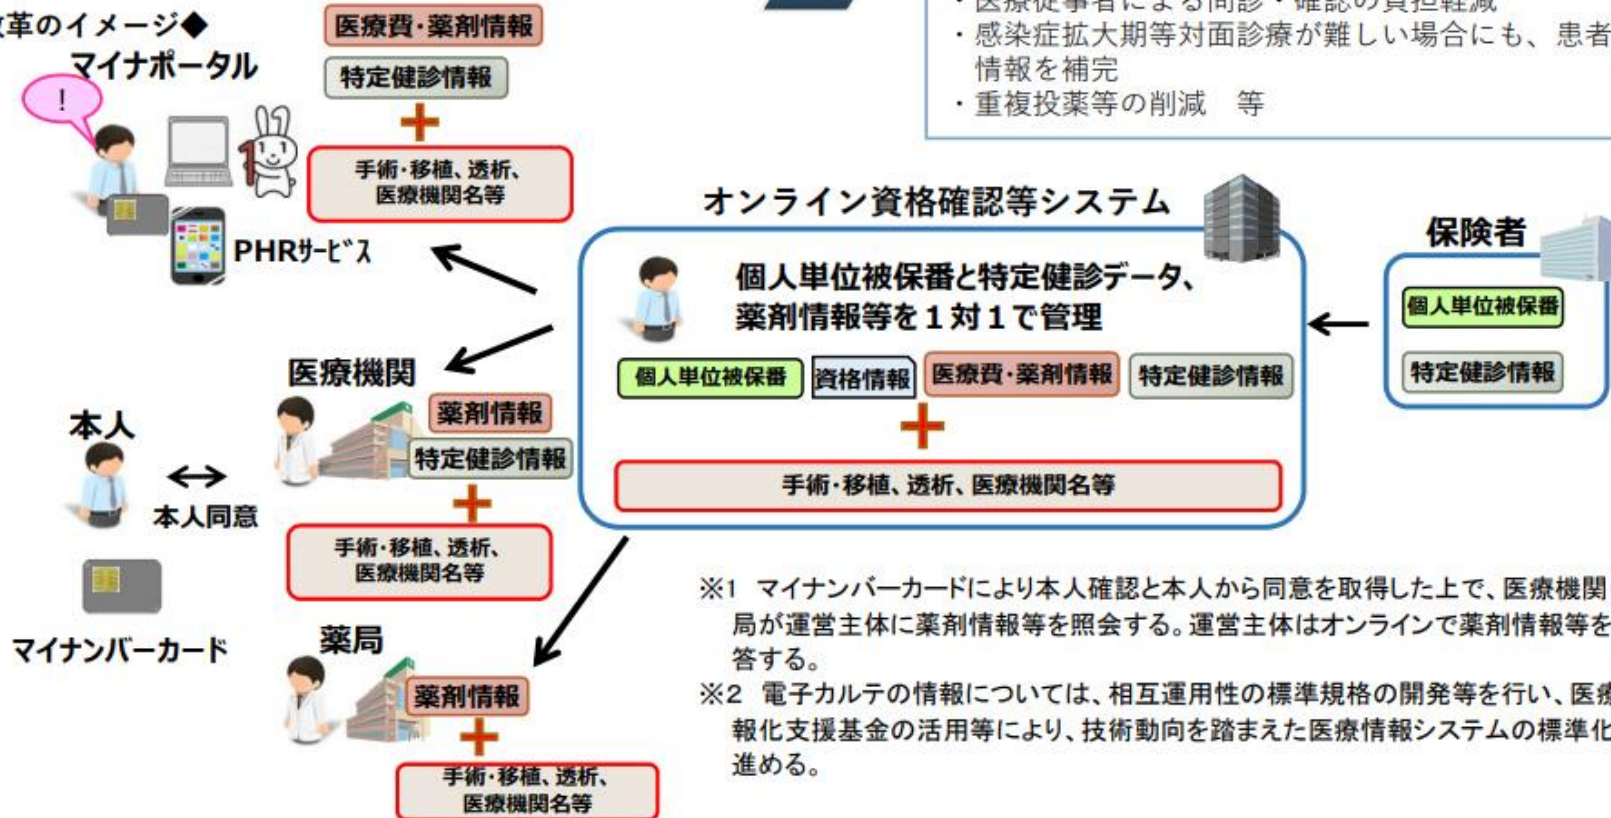 革のイメージ◆
マイナポータル
!
医療費・薬剤情報
特定健診情報
手術・移植、透析、
医療機関名等
PHRｻｰﾋﾞｽ
・医療従事者による問診・確認の負担軽減
・感染症拡大期等対面診療が難しい場合にも、患者
情報を補完
・重複投薬等の削減　等
オンライン資格確認等システム
個人単位被保番と特定健診データ、
薬剤情報等を１対１で管理
個人単位被保番
資格情報
医療費・薬剤情報
特定健診情報
手術・移植、透析、医療機関名等
保険者
個人単位被保番
特定健診情報
医療機関
薬剤情報
特定健診情報
手術・移植、透析、
医療機関名等
本人
本人同意
マイナンバーカード
薬局
薬剤情報
手術・移植、透析、
医療機関名等
※1　マイナンバーカードにより本人確認と本人から同意を取得した上で、医療機関
局が運営主体に薬剤情報等を照会する。運営主体はオンラインで薬剤情報等を
答する。
※2　電子カルテの情報については、相互運用性の標準規格の開発等を行い、医療
報化支援基金の活用等により、技術動向を踏まえた医療情報システムの標準化
進める。